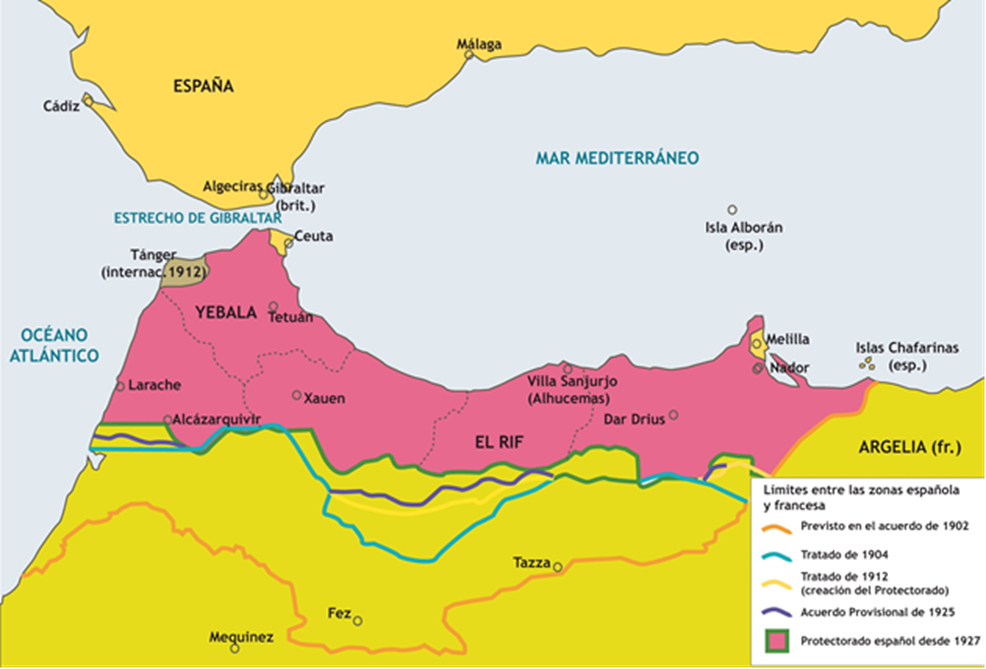 Málaga
ESPAÑA
Cádiz
MAR MEDITERRÁNEO
Algeciras
Gibraltar
(brit.)
ESTRECHO DE GIBRALTAR
Isla Alborán
(esp.)
Ceuta
Tánger
(internac.1912)
YEBALA
Tetuán
OCÉANO
ATLÁNTICO
Melilla
Islas Chafarinas
(esp.)
Nador
Larache
Villa Sanjurjo
(Alhucemas)
Xauen
Alcázarquivir
Dar Drius
EL RIF
ARGELIA (fr.)
Límites entre las zonas española
y francesa
Previsto en el acuerdo de 1902
Tratado de 1904
Tratado de 1912
(creación del Protectorado)
Acuerdo Provisional de 1925
Protectorado español desde 1927
Tazza
Fez
Mequinez